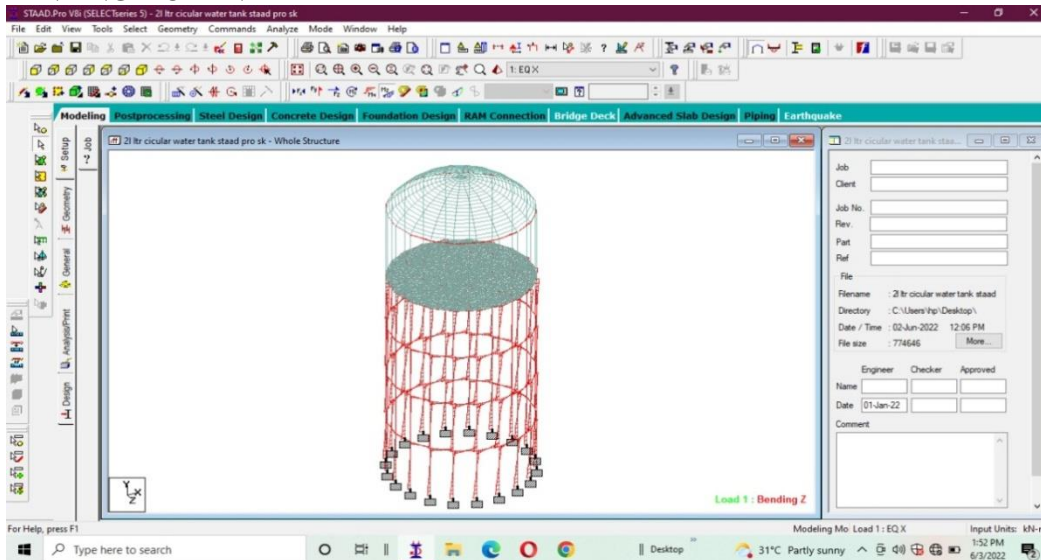 STAAD.Pro V8i (SELECTseries 5) - 2l ltr cicular water tank staad pro sk
File Edit View Tools Select Geometry Commands Analyze Mode Window Help
1: EQ X
Modeling Postprocessing Steel Design Concrete Design Foundation Design RAM Connection Bridge Deck Advanced Slab Design Piping Earthquake
Setup
Geometry
General
Analysis/Print
Design
Job
2l ltr cicular water tank staad pro sk - Whole Structure
Y
X
Z
Load 1 : Bending Z
2l ltr cicular water tank staa...
Job
Client
Job No.
Rev.
Part
Ref
File
Filename : 2l ltr cicular water tank staad
Directory : C:\Users\hp\Desktop\
Date / Time : 02-Jun-2022 12:06 PM
File size : 774646 More...
Engineer Checker Approved
Name
Date 01-Jan-22
Comment
For Help, press F1
Modeling Mo Load 1 : EQ X Input Units: kN-r
Type here to search
Desktop
31°C Partly sunny
1:52 PM
6/3/2022